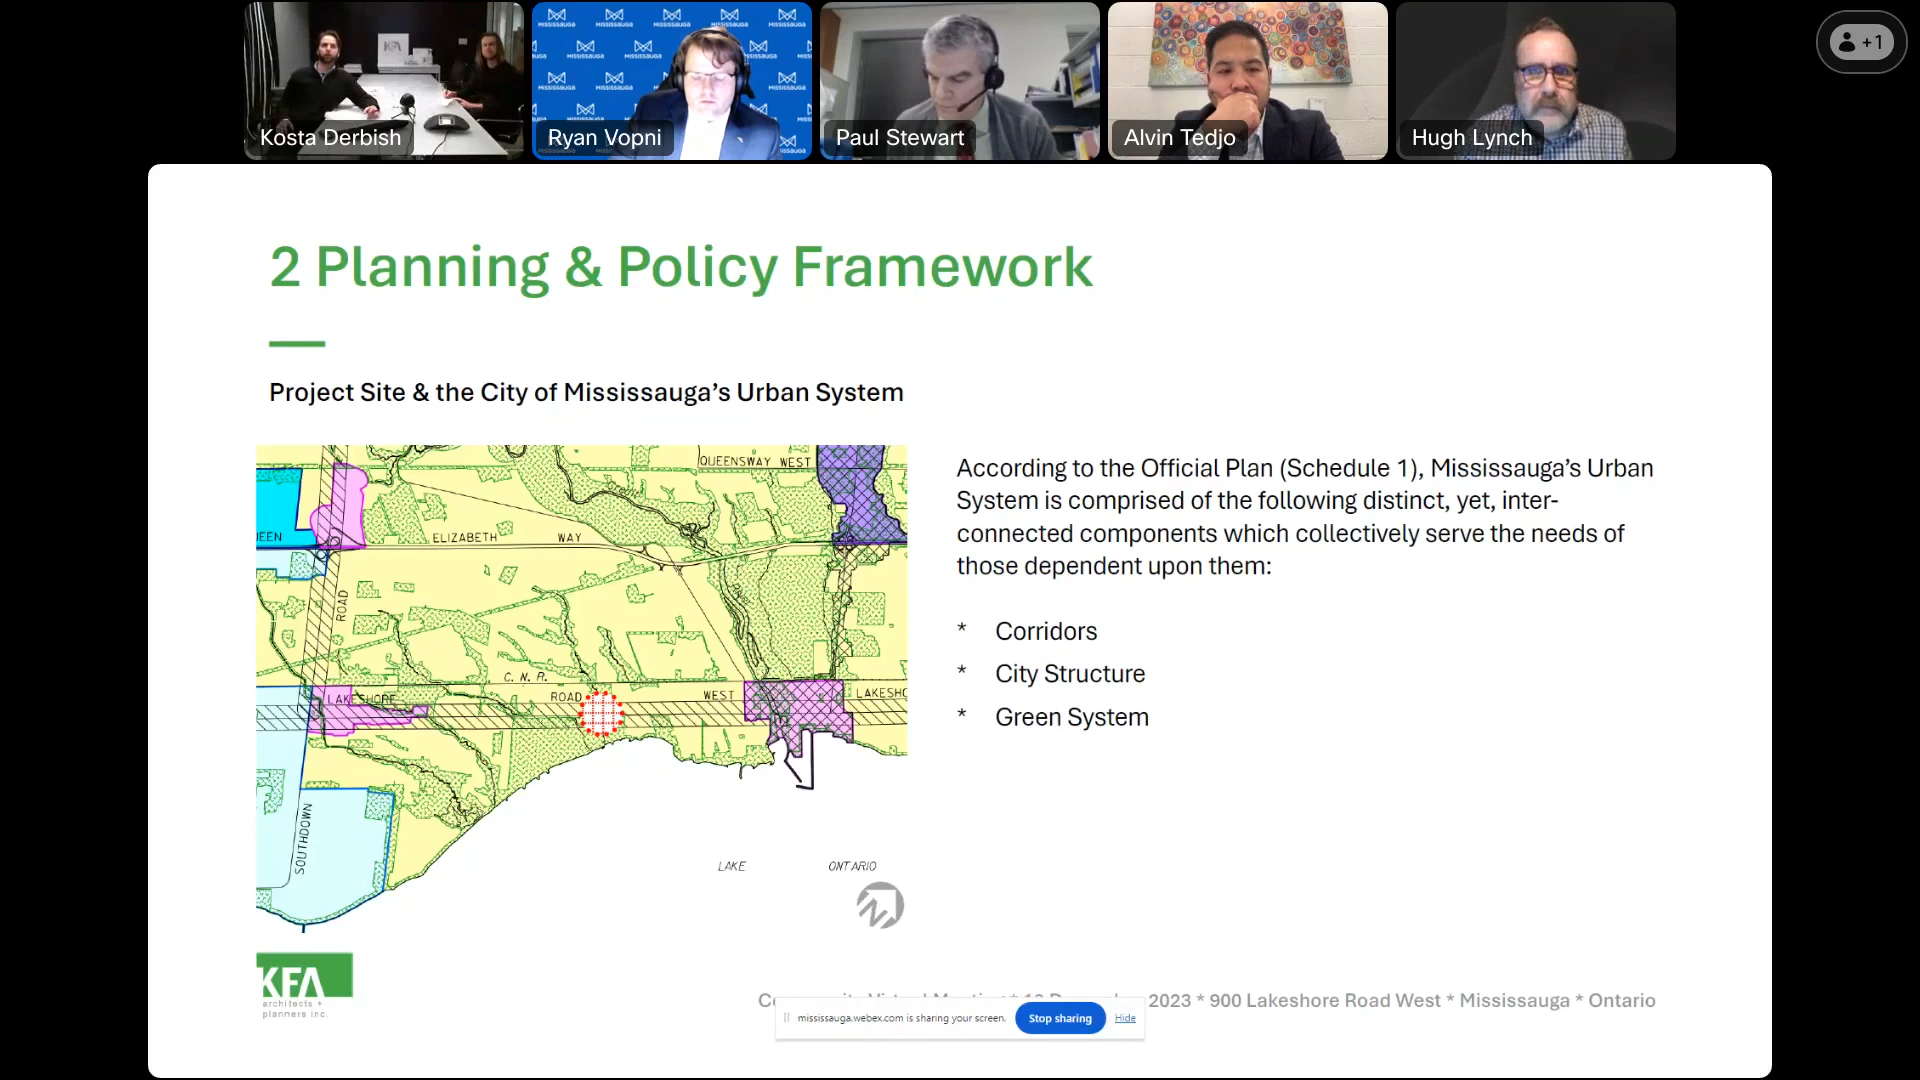 +1
Kosta Derbish
Ryan Vopni
Paul Stewart
Alvin Tedjo
Hugh Lynch
2 Planning & Policy Framework
Project Site & the City of Mississauga's Urban System
QUEENSWAY WEST
ELIZABETH WAY
ROAD
C. N. R.
LAKESHORE
ROAD
WEST
SOUTHDOWN
LAKE ONTARIO
According to the Official Plan (Schedule 1), Mississauga's Urban
System is comprised of the following distinct, yet, inter-
connected components which collectively serve the needs of
those dependent upon them:
* Corridors
* City Structure
* Green System
KFA
architects +
planners inc.
2023 * 900 Lakeshore Road West * Mississauga * Ontario
mississauga.webex.com is sharing your screen.
Stop sharing
Hide